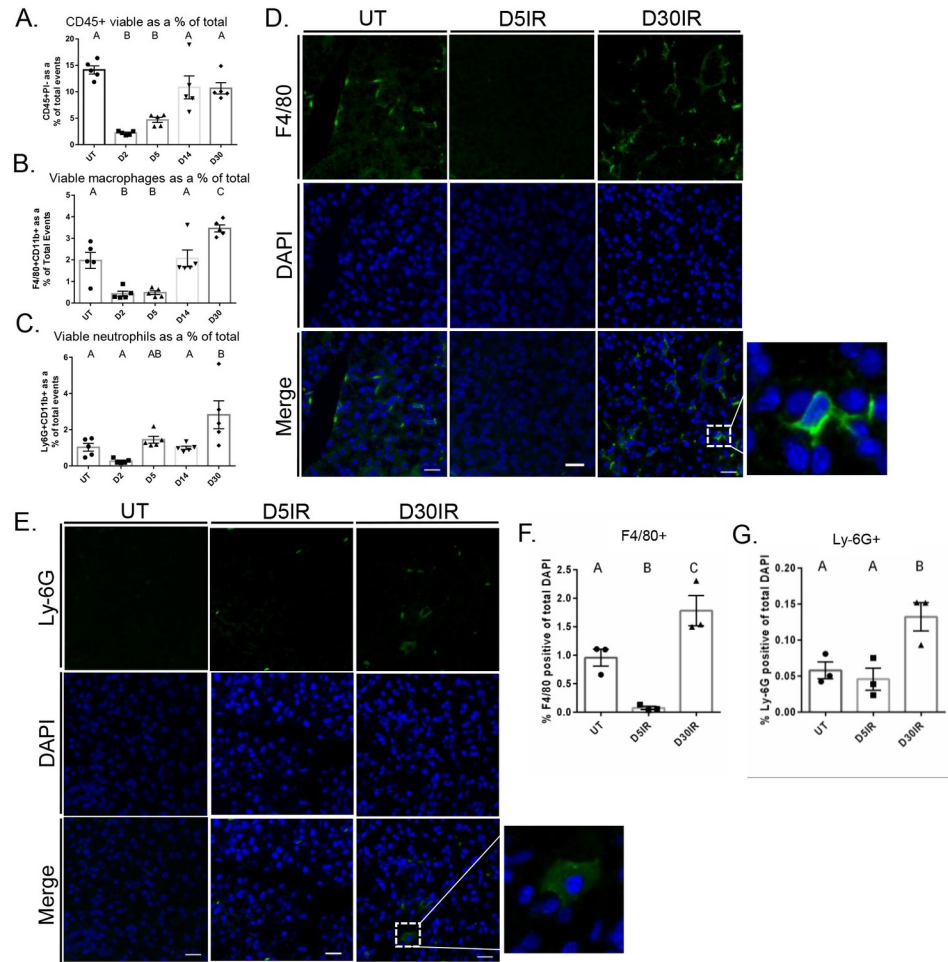 A.
CD45+ viable as a % of total
A B B A A
CD45+PI- as a
% of total events
20
15
10
5
0
UT D2 D5 D14 D30
B.
Viable macrophages as a % of total
A B B A C
F4/80+CD11b+ as a
% of Total Events
5
4
3
2
1
0
UT D2 D5 D14 D30
C.
Viable neutrophils as a % of total
A A AB A B
Ly6G+CD11b+ as a
% of total events
6
4
2
0
UT D2 D5 D14 D30
D.
UT D5IR D30IR
F4/80
DAPI
Merge
E.
UT D5IR D30IR
Ly-6G
DAPI
Merge
F.
F4/80+
A B C
% F4/80 positive of total DAPI
2.5
2.0
1.5
1.0
0.5
0.0
UT D5IR D30IR
G.
Ly-6G+
A A B
% Ly-6G positive of total DAPI
0.20
0.15
0.10
0.05
0.00
UT D5IR D30IR